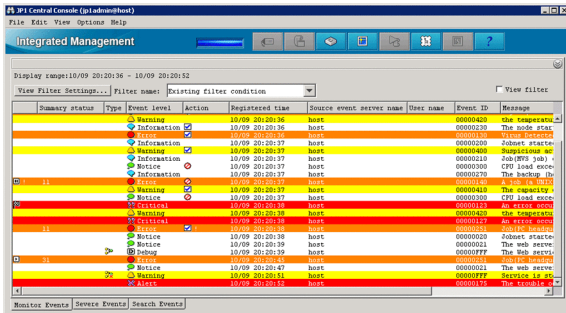 JP1 Central Console (jp1admin@host)
File Edit View Options Help
Integrated Management
Display range:10/09 20:20:36 - 10/09 20:20:52
View Filter Settings... Filter name: Existing filter condition View filter
Summary status Type Event level Action Registered time Source event server name User name Event ID Message
Warning 10/09 20:20:36 host 00000420 the temperatu
Information 10/09 20:20:36 host 00000230 The node star
Error 10/09 20:20:36 host 00000130 Virus Detected
Information 10/09 20:20:36 host 00000200 Jobnet started
Warning 10/09 20:20:37 host 00000400 Suspicious ac
Information 10/09 20:20:37 host 00000210 Job(MVS job)
Notice 10/09 20:20:37 host 00000300 CPU load excee
Information 10/09 20:20:37 host 00000270 The backup (h
11 Error 10/09 20:20:37 host 00000140 A job (a UNIX
Warning 10/09 20:20:37 host 00000410 The capacity
Notice 10/09 20:20:37 host 00000300 CPU load excee
Critical 10/09 20:20:38 host 00000123 An error occu
Warning 10/09 20:20:38 host 00000420 the temperatu
Critical 10/09 20:20:38 host 00000127 An error occu
11 Error 10/09 20:20:38 host 00000251 Job(PC headqu
Notice 10/09 20:20:38 host 00000020 Jobnet started
Notice 10/09 20:20:39 host 00000021 The web serve
Debug 10/09 20:20:39 host 00000FFF The Web servic
31 Error 10/09 20:20:45 host 00000251 Job(PC headqu
Notice 10/09 20:20:47 host 00000021 The web serve
Warning 10/09 20:20:51 host 00000FFF Service is st
Alert 10/09 20:20:52 host 00000175 The trouble o
Monitor Events Severe Events Search Events